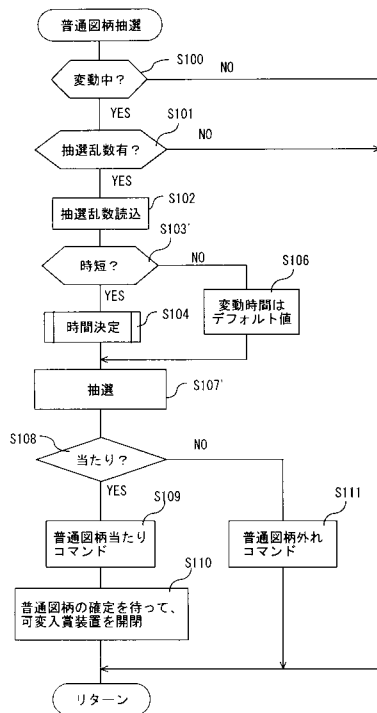 普通図柄抽選
S100
変動中？
NO
YES
S101
抽選乱数有？
NO
YES
S102
抽選乱数読込
S103'
時短？
NO
YES
S106
変動時間は
デフォルト値
時間決定
S104
抽選
S107'
S108
当たり？
NO
YES
S109
普通図柄当たり
コマンド
S111
普通図柄外れ
コマンド
S110
普通図柄の確定を待って、
可変入賞装置を開閉
リターン